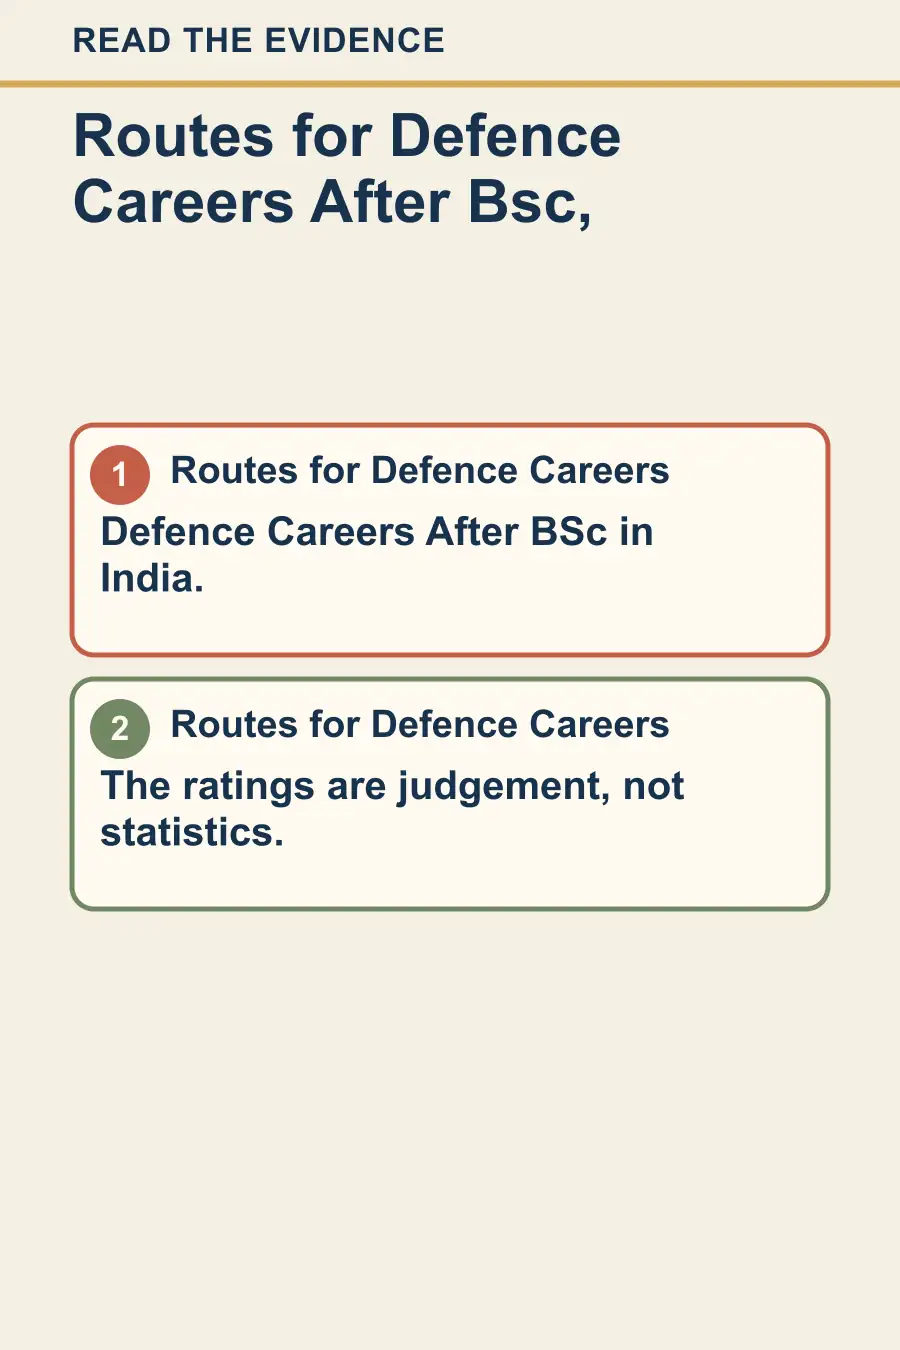 READ THE EVIDENCE
Routes for Defence
Careers After Bsc,
1 Routes for Defence Careers
Defence Careers After BSc in
India.
2 Routes for Defence Careers
The ratings are judgement, not
statistics.